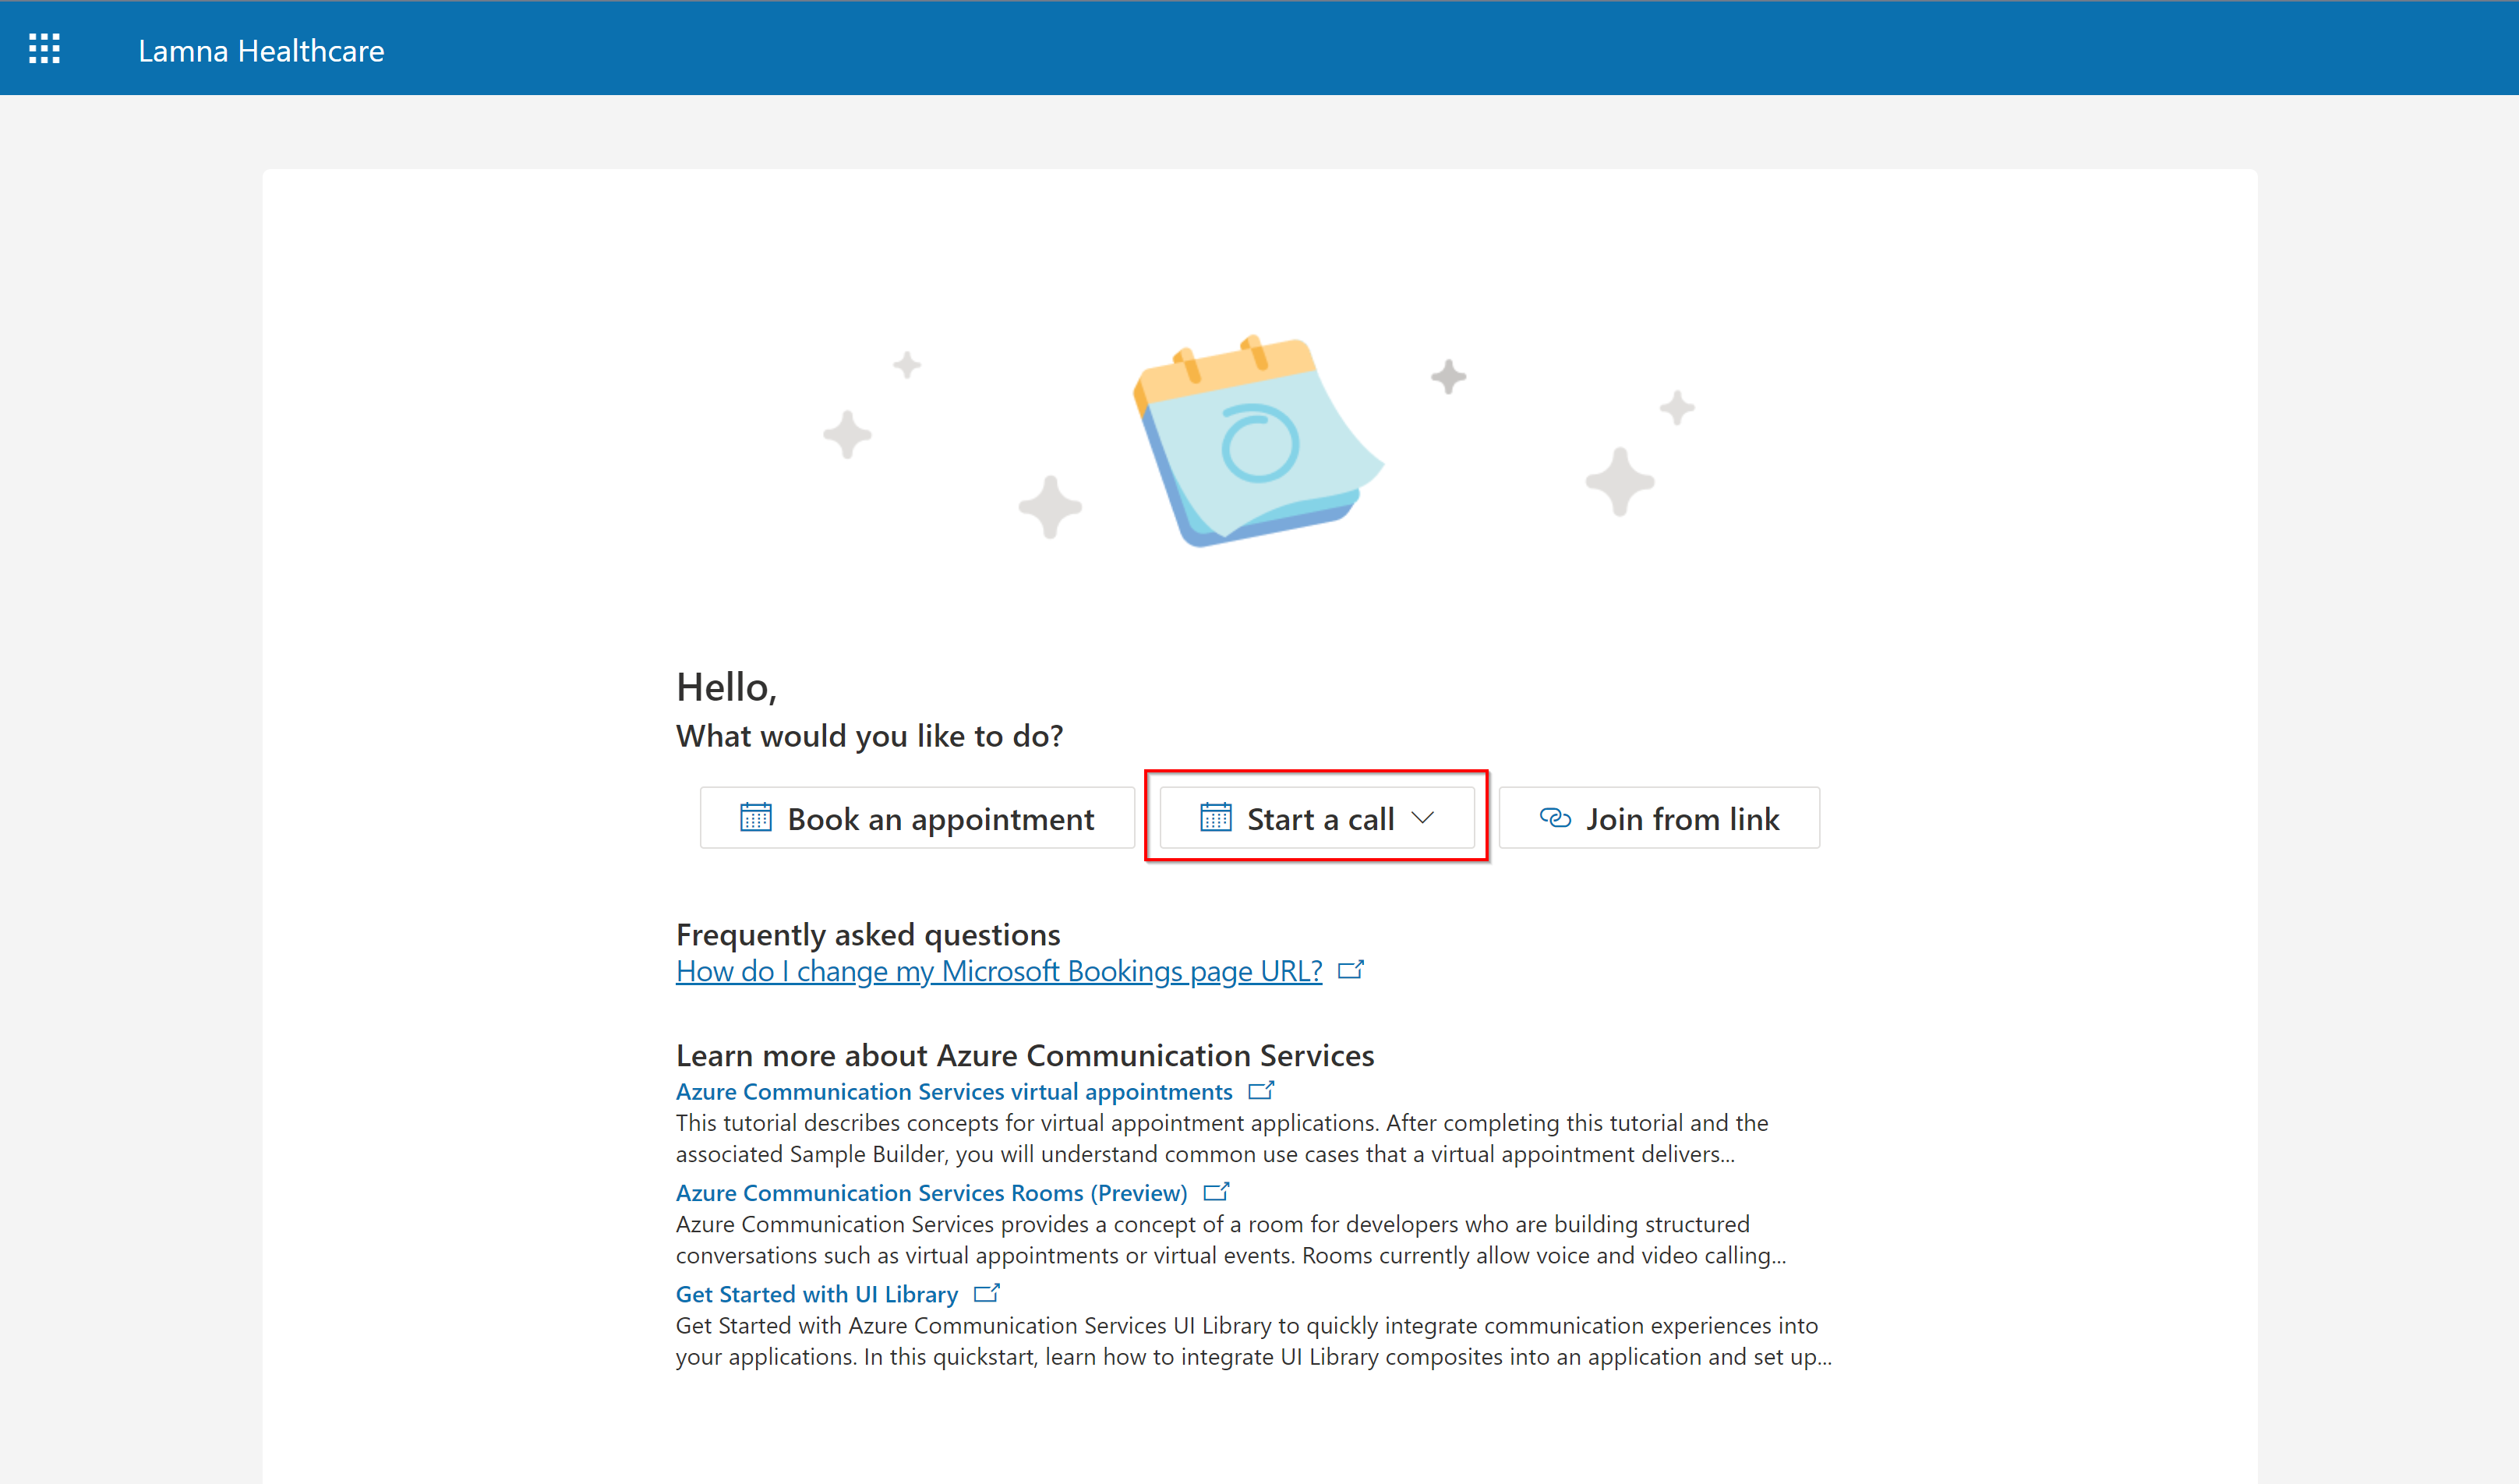 Lamna Healthcare
Hello,
What would you like to do?
Book an appointment
Start a call
Join from link
Frequently asked questions
How do I change my Microsoft Bookings page URL?
Learn more about Azure Communication Services
Azure Communication Services virtual appointments
This tutorial describes concepts for virtual appointment applications. After completing this tutorial and the
associated Sample Builder, you will understand common use cases that a virtual appointment delivers...
Azure Communication Services Rooms (Preview)
Azure Communication Services provides a concept of a room for developers who are building structured
conversations such as virtual appointments or virtual events. Rooms currently allow voice and video calling...
Get Started with UI Library
Get Started with Azure Communication Services UI Library to quickly integrate communication experiences into
your applications. In this quickstart, learn how to integrate UI Library composites into an application and set up...